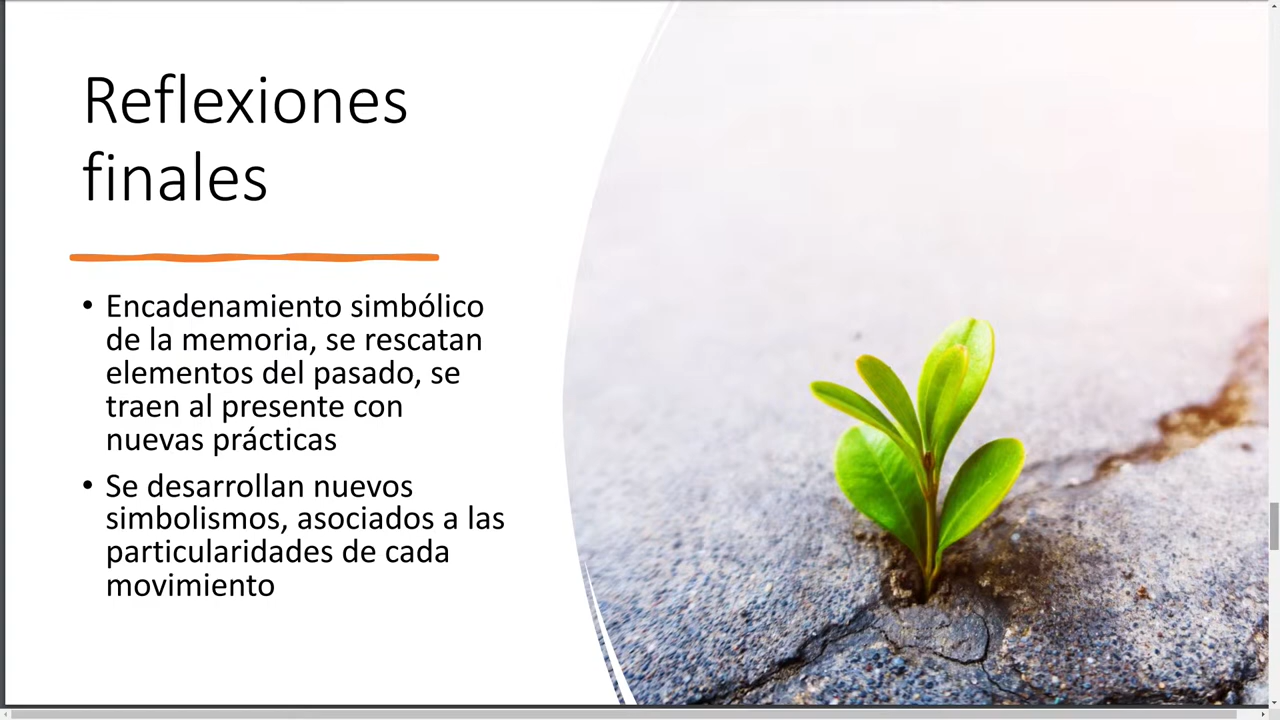 Reflexiones
finales
• Encadenamiento simbólico
de la memoria, se rescatan
elementos del pasado, se
traen al presente con
nuevas prácticas
• Se desarrollan nuevos
simbolismos, asociados a las
particularidades de cada
movimiento